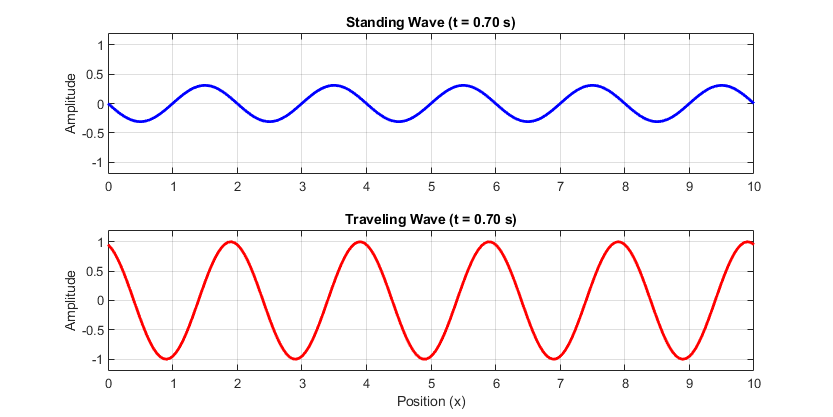 Standing Wave (t = 0.70 s)
1
0.5
0
-0.5
-1
Amplitude
0 1 2 3 4 5 6 7 8 9 10
Traveling Wave (t = 0.70 s)
1
0.5
0
-0.5
-1
Amplitude
0 1 2 3 4 5 6 7 8 9 10
Position (x)